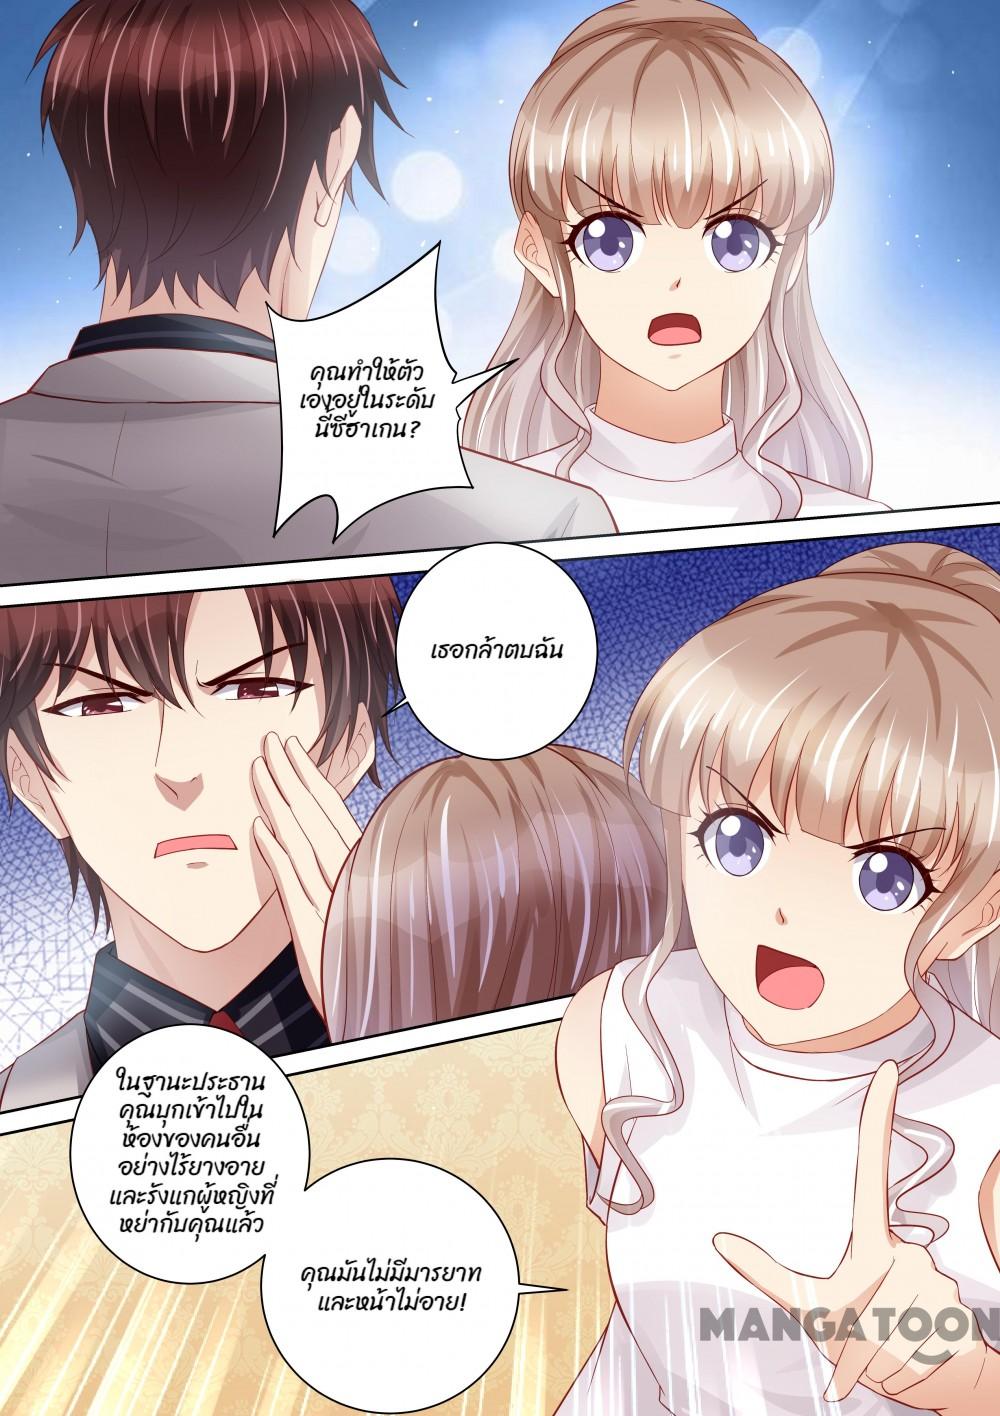 คุณทำให้ตัว
เองอยู่ในระดับ
นี้ซีฮาเกน?
เธอกล้าตบฉัน
ในฐานะประธาน
คุณบุกเข้าไปใน
ห้องของคนอื่น
อย่างไร้ยางอาย
และรังแกผู้หญิงที่
หย่ากับคุณแล้ว
คุณมันไม่มีมารยาท
และหน้าไม่อาย!
MANGATOON